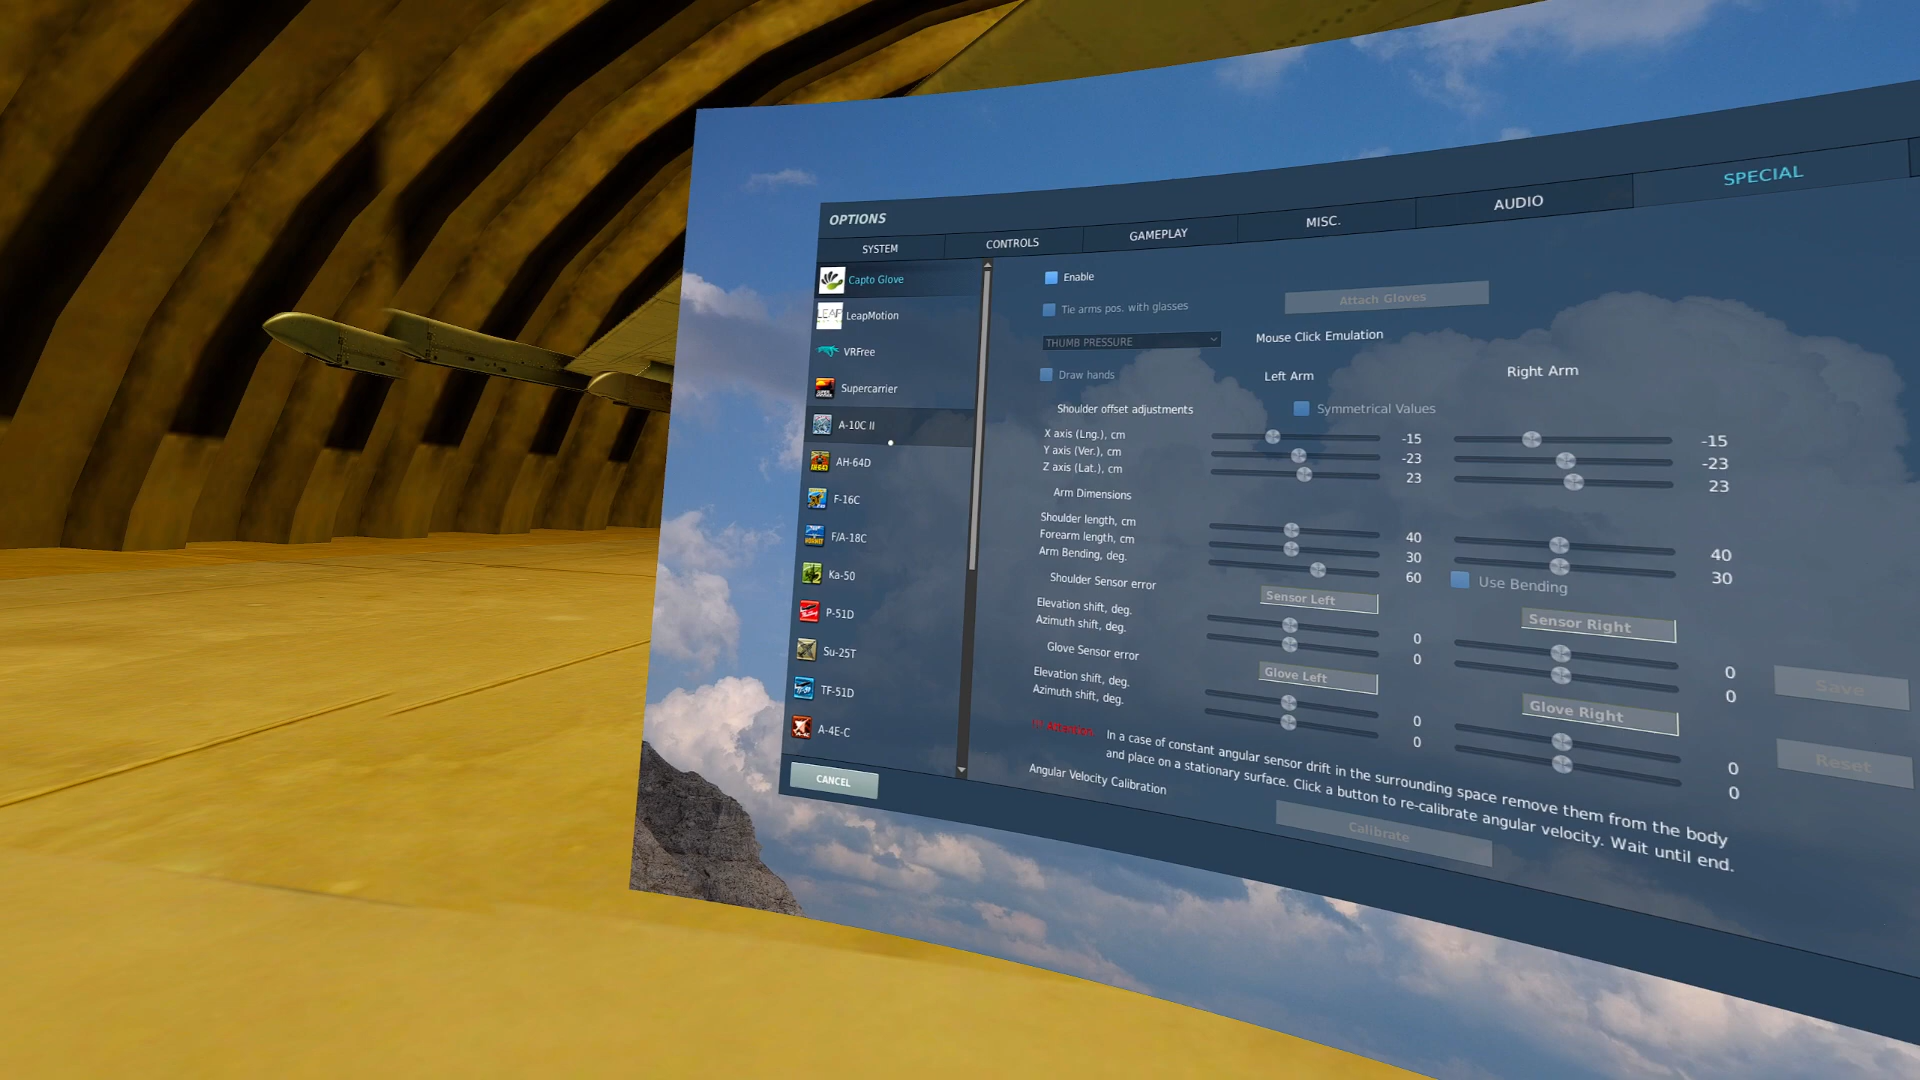 OPTIONS
SYSTEM
CONTROLS
GAMEPLAY
MISC.
AUDIO
SPECIAL
Capto Glove
LEAP
LeapMotion
VRFree
Supercarrier
A-10C II
AH-64D
F-16C
F/A-18C
Ka-50
P-51D
Su-25T
TF-51D
A-4E-C
CANCEL
Enable
Tie arms pos. with glasses
Attach Gloves
THUMB PRESSURE
Mouse Click Emulation
Draw hands
Left Arm
Right Arm
Shoulder offset adjustments
Symmetrical Values
X axis (Lng.), cm -15 -15
Y axis (Ver.), cm -23 -23
Z axis (Lat.), cm 23 23
Arm Dimensions
Shoulder length, cm 40 40
Forearm length, cm 30 30
Arm Bending, deg. 60 Use Bending
Shoulder Sensor error Sensor Left Sensor Right
Elevation shift, deg. 0 0
Azimuth shift, deg. 0 0
Glove Sensor error Glove Left Glove Right
Elevation shift, deg. 0 0
Azimuth shift, deg. 0 0
Save
Reset
In a case of constant angular sensor drift in the surrounding space remove them from the body
and place on a stationary surface. Click a button to re-calibrate angular velocity. Wait until end.
Angular Velocity Calibration
Calibrate